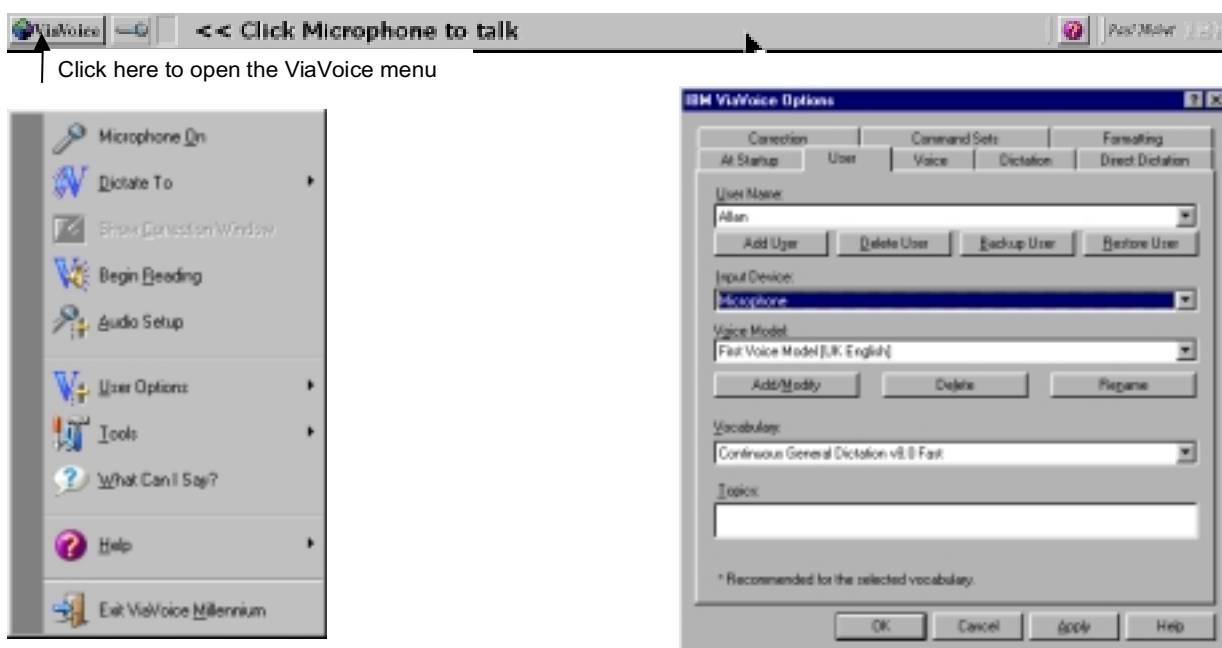 ViaVoice << Click Microphone to talk
Click here to open the ViaVoice menu
Microphone On
Dictate To
Show Correction Window
Begin Reading
Audio Setup
User Options
Tools
What Can I Say?
Help
Exit ViaVoice Millennium
IBM ViaVoice Options
Correction Command Sets Formatting
At Startup User Voice Dictation Direct Dictation
User Name:
Allan
Add User Delete User Backup User Restore User
Input Device:
Microphone
Voice Model:
First Voice Model [UK English]
Add/Modify Delete Rename
Vocabulary:
Continuous General Dictation v8.0 Fast
Topics:
* Recommended for the selected vocabulary.
OK Cancel Apply Help